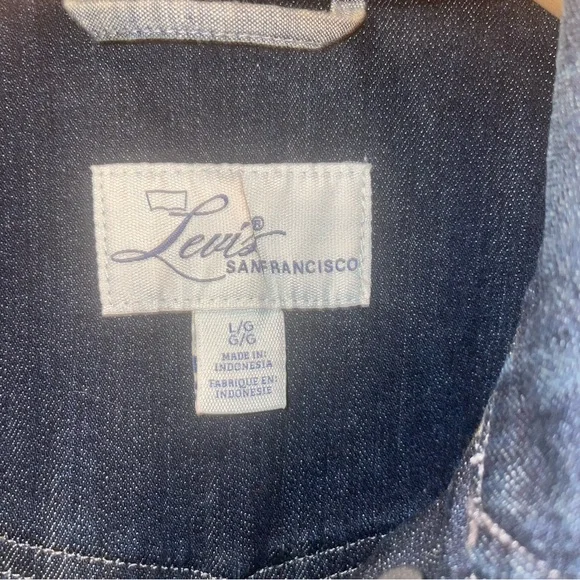 Levi's®
SAN FRANCISCO
L/G
G/G
MADE IN:
INDONESIA
FABRIQUE EN:
INDONESIE